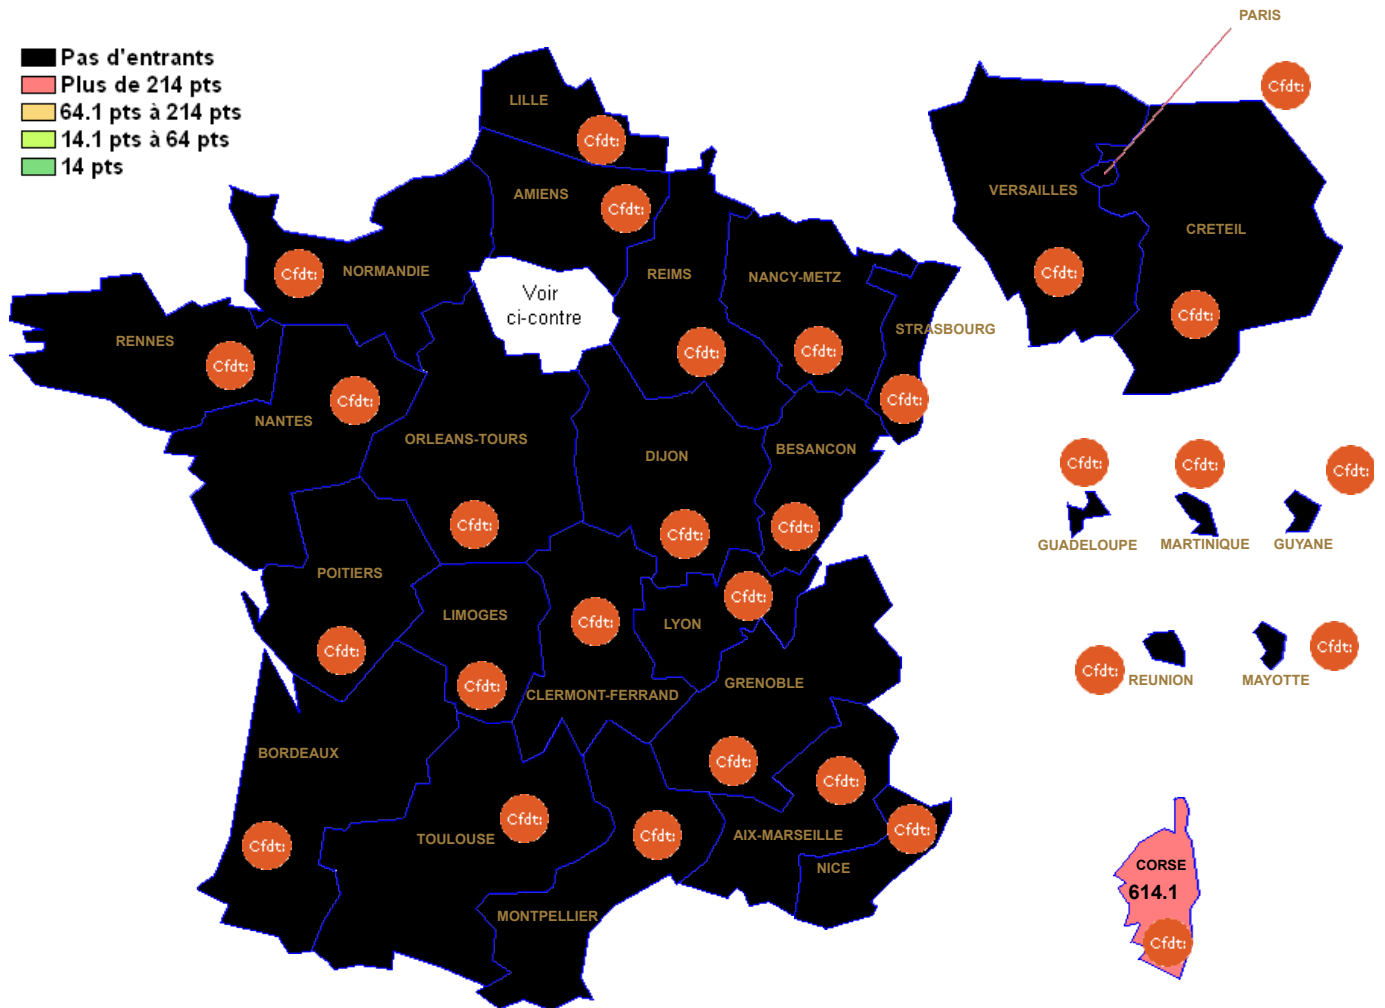 PARIS
Pas d'entrants
Plus de 214 pts
64.1 pts à 214 pts
14.1 pts à 64 pts
14 pts
Cfdt:
LILLE
Cfdt:
AMIENS
Cfdt:
VERSAILLES
CRETEIL
NORMANDIE
Cfdt:
REIMS
NANCY-METZ
Cfdt:
Voir
ci-contre
Cfdt:
STRASBOURG
RENNES
Cfdt:
Cfdt:
Cfdt:
Cfdt:
Cfdt:
NANTES
ORLEANS-TOURS
DIJON
BESANCON
Cfdt:
Cfdt:
Cfdt:
Cfdt:
Cfdt:
Cfdt:
Cfdt:
GUADELOUPE
MARTINIQUE
GUYANE
POITIERS
LIMOGES
Cfdt:
LYON
Cfdt:
Cfdt:
Cfdt:
CLERMONT-FERRAND
GRENOBLE
Cfdt:
REUNION
MAYOTTE
Cfdt:
BORDEAUX
Cfdt:
Cfdt:
Cfdt:
TOULOUSE
Cfdt:
Cfdt:
AIX-MARSEILLE
Cfdt:
NICE
MONTPELLIER
CORSE
614.1
Cfdt: